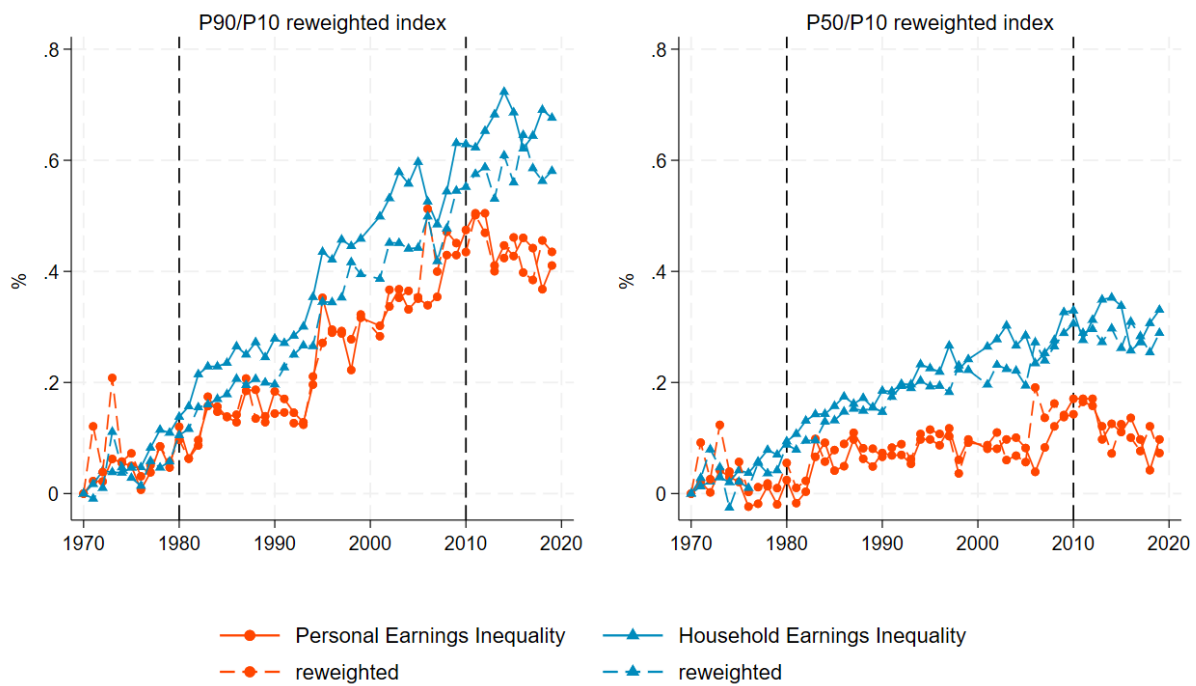 P90/P10 reweighted index
.8
.6
.4
.2
0
%
1970 1980 1990 2000 2010 2020
P50/P10 reweighted index
.8
.6
.4
.2
0
%
1970 1980 1990 2000 2010 2020
Personal Earnings Inequality Household Earnings Inequality
reweighted reweighted